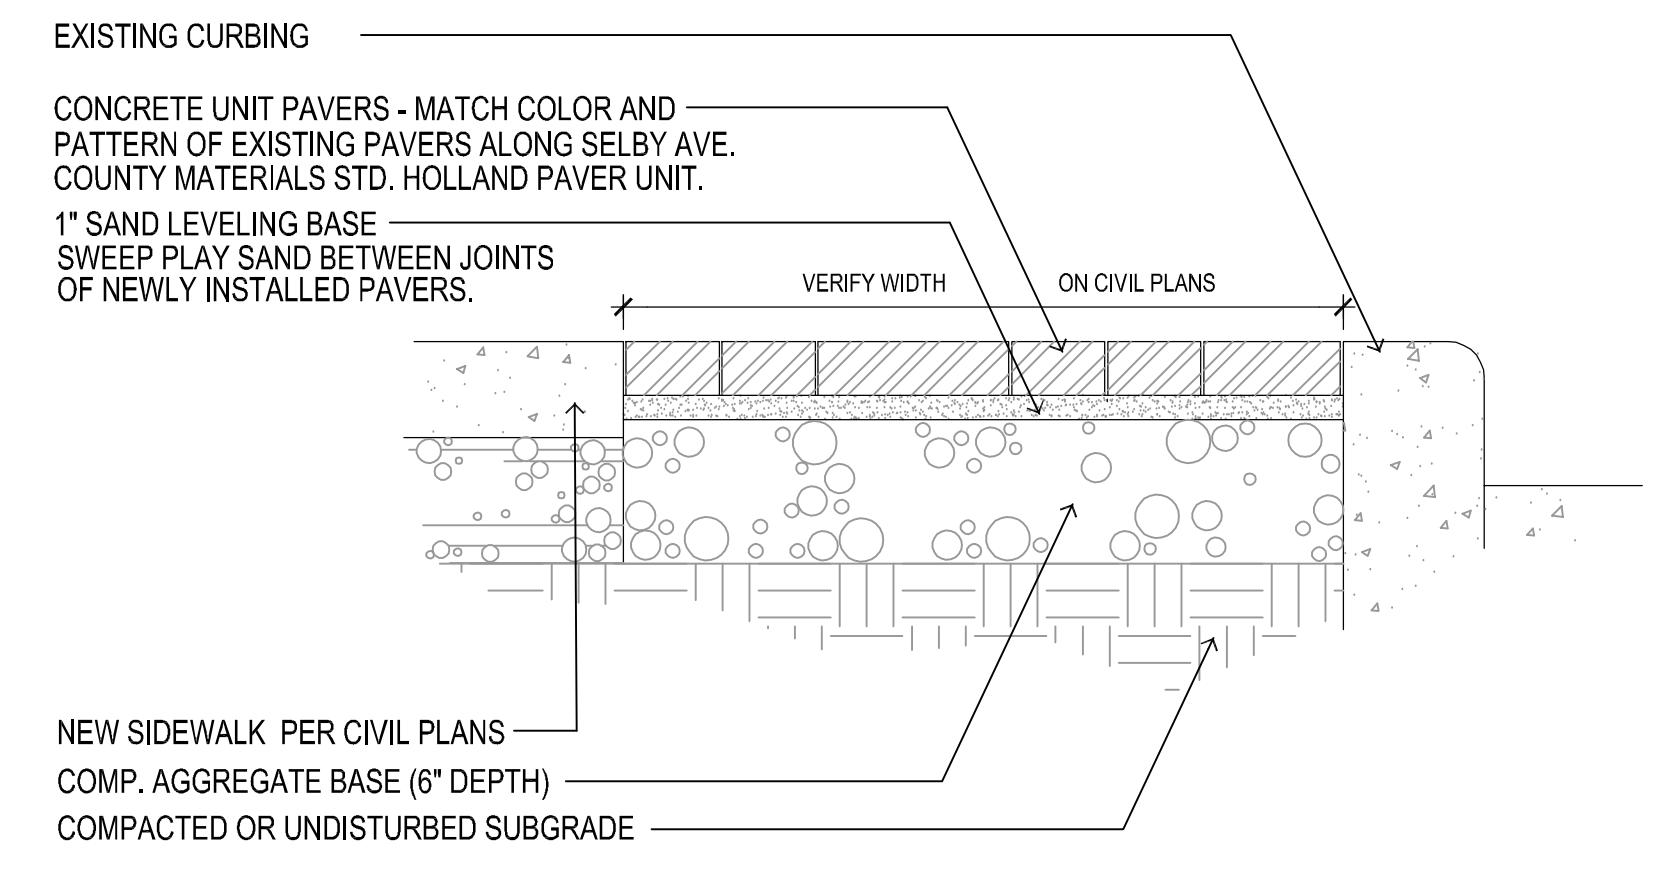 EXISTING CURBING
CONCRETE UNIT PAVERS - MATCH COLOR AND
PATTERN OF EXISTING PAVERS ALONG SELBY AVE.
COUNTY MATERIALS STD. HOLLAND PAVER UNIT.
1" SAND LEVELING BASE
SWEEP PLAY SAND BETWEEN JOINTS
OF NEWLY INSTALLED PAVERS.
VERIFY WIDTH ON CIVIL PLANS
NEW SIDEWALK PER CIVIL PLANS
COMP. AGGREGATE BASE (6" DEPTH)
COMPACTED OR UNDISTURBED SUBGRADE